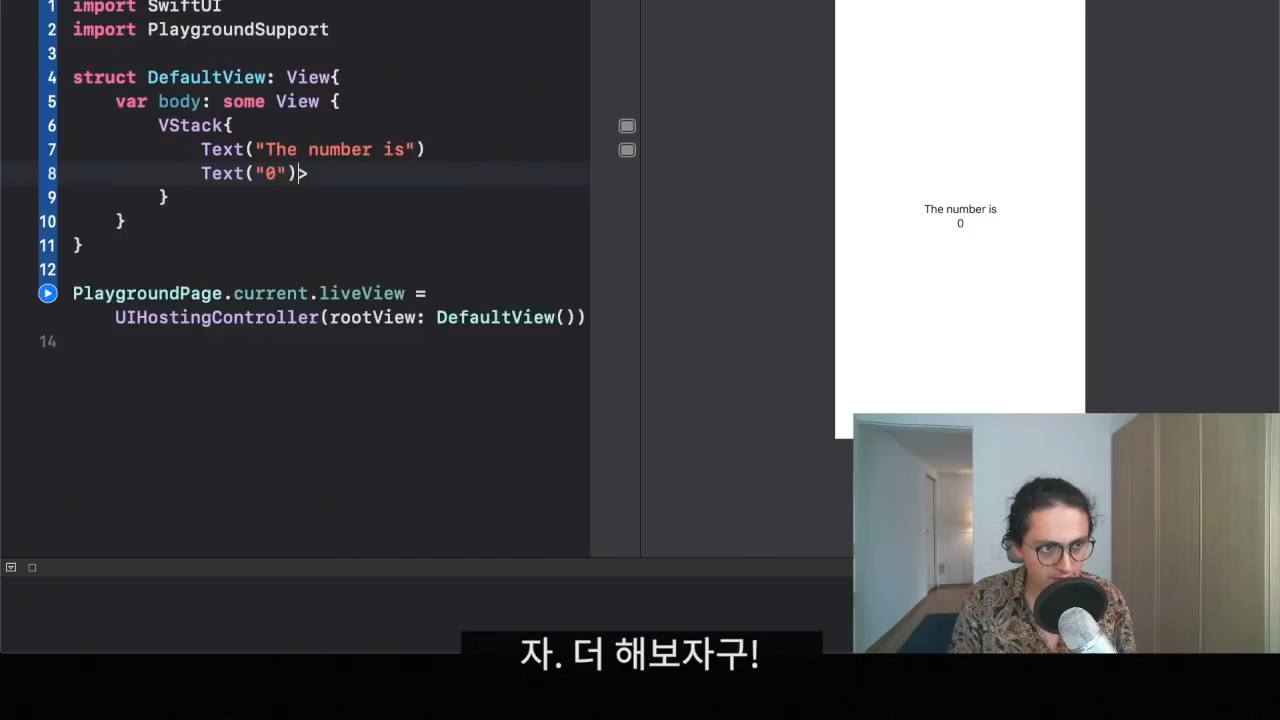 1 import SwiftUI
2 import PlaygroundSupport
3
4 struct DefaultView: View{
5     var body: some View {
6         VStack{
7             Text("The number is")
8             Text("0")>
9         }
10     }
11 }
12
PlaygroundPage.current.liveView =
UIHostingController(rootView: DefaultView())
14
The number is
0
자. 더 해보자구!